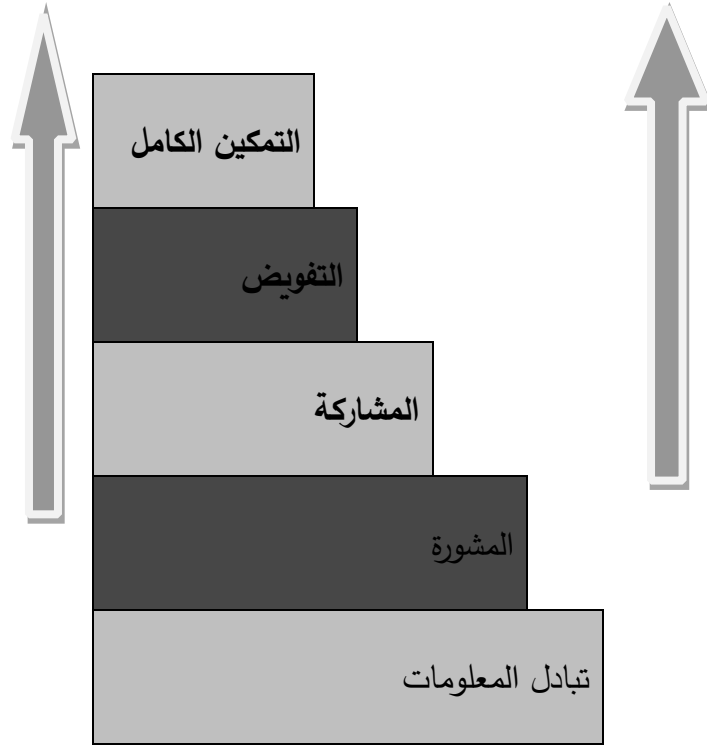 التمكين الكامل
التفويض
المشاركة
المشورة
تبادل المعلومات